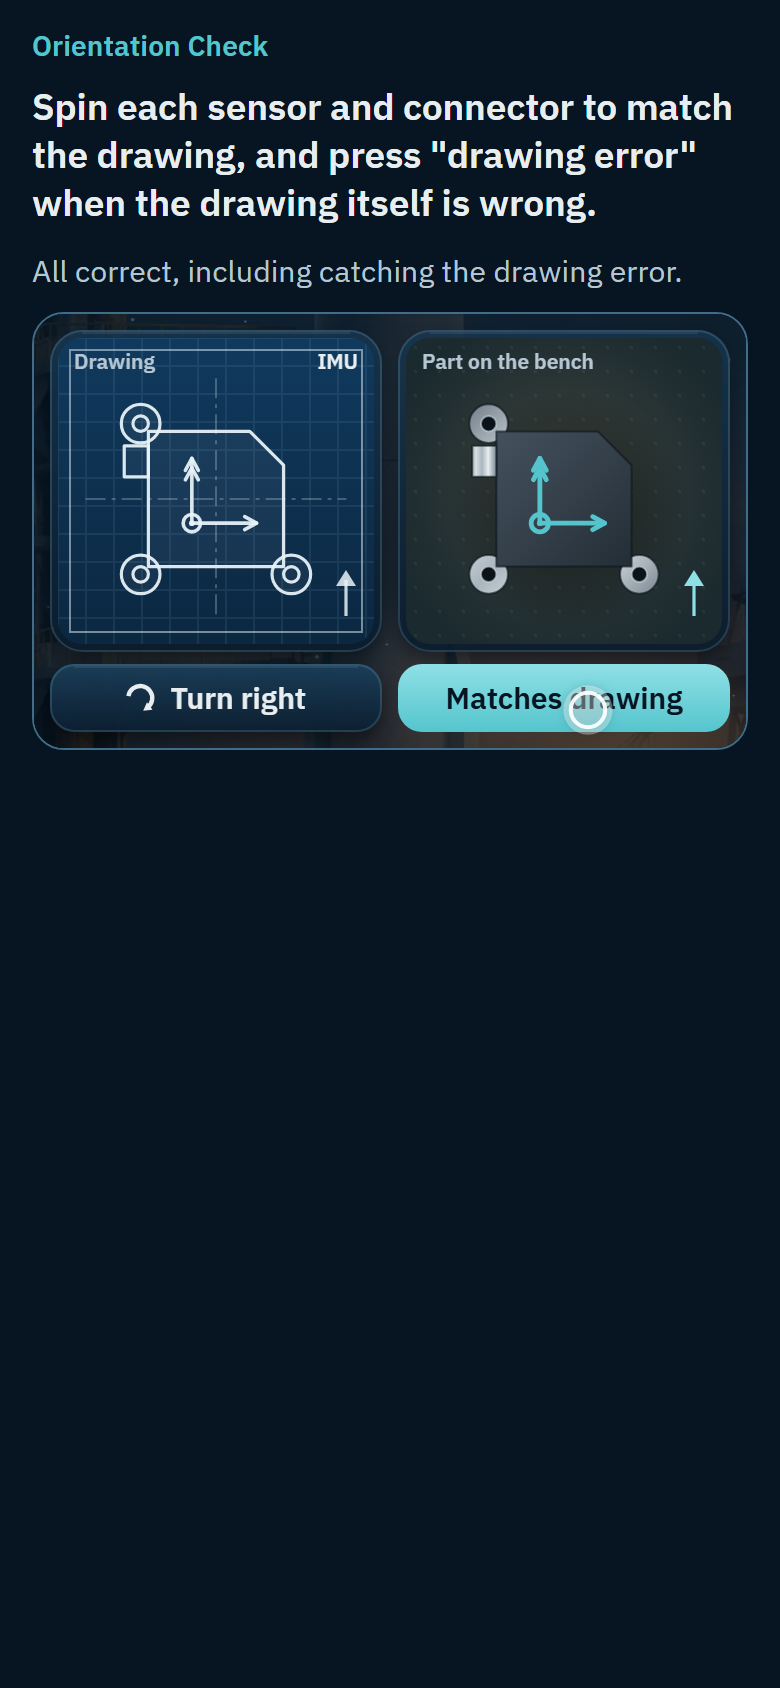 Orientation Check
Spin each sensor and connector to match
the drawing, and press "drawing error"
when the drawing itself is wrong.
All correct, including catching the drawing error.
Drawing
IMU
Part on the bench
Turn right
Matches drawing